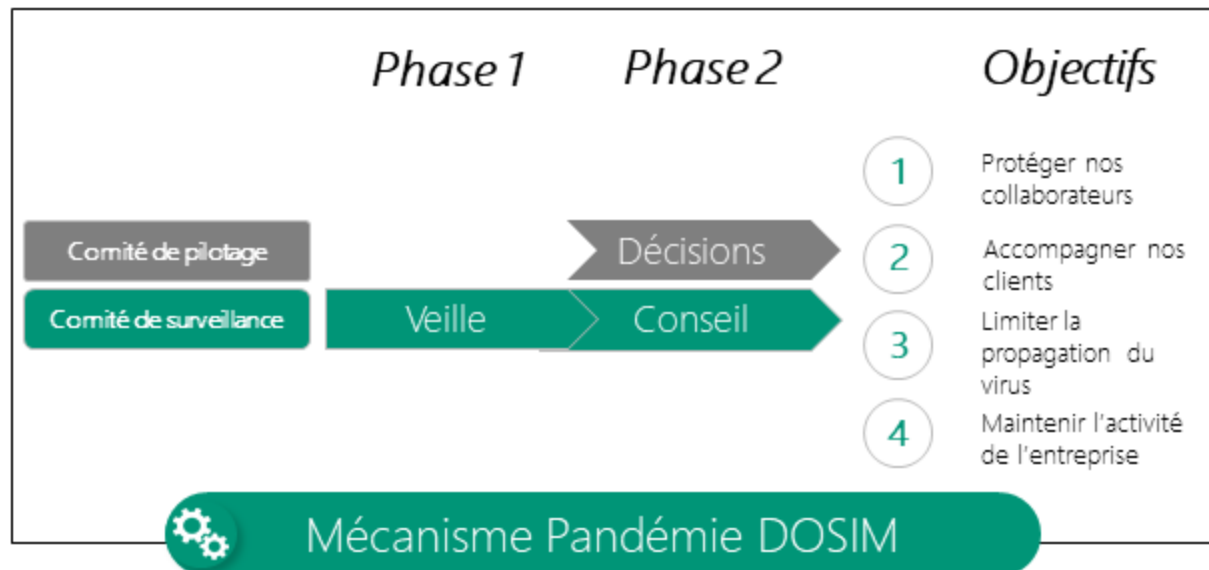 Phase 1
Phase 2
Objectifs
1
Protéger nos
collaborateurs
Comité de pilotage
Décisions
2
Accompagner nos
clients
Comité de surveillance
Veille
Conseil
3
Limiter la
propagation du
virus
4
Maintenir l'activité
de l'entreprise
Mécanisme Pandémie DOSIM